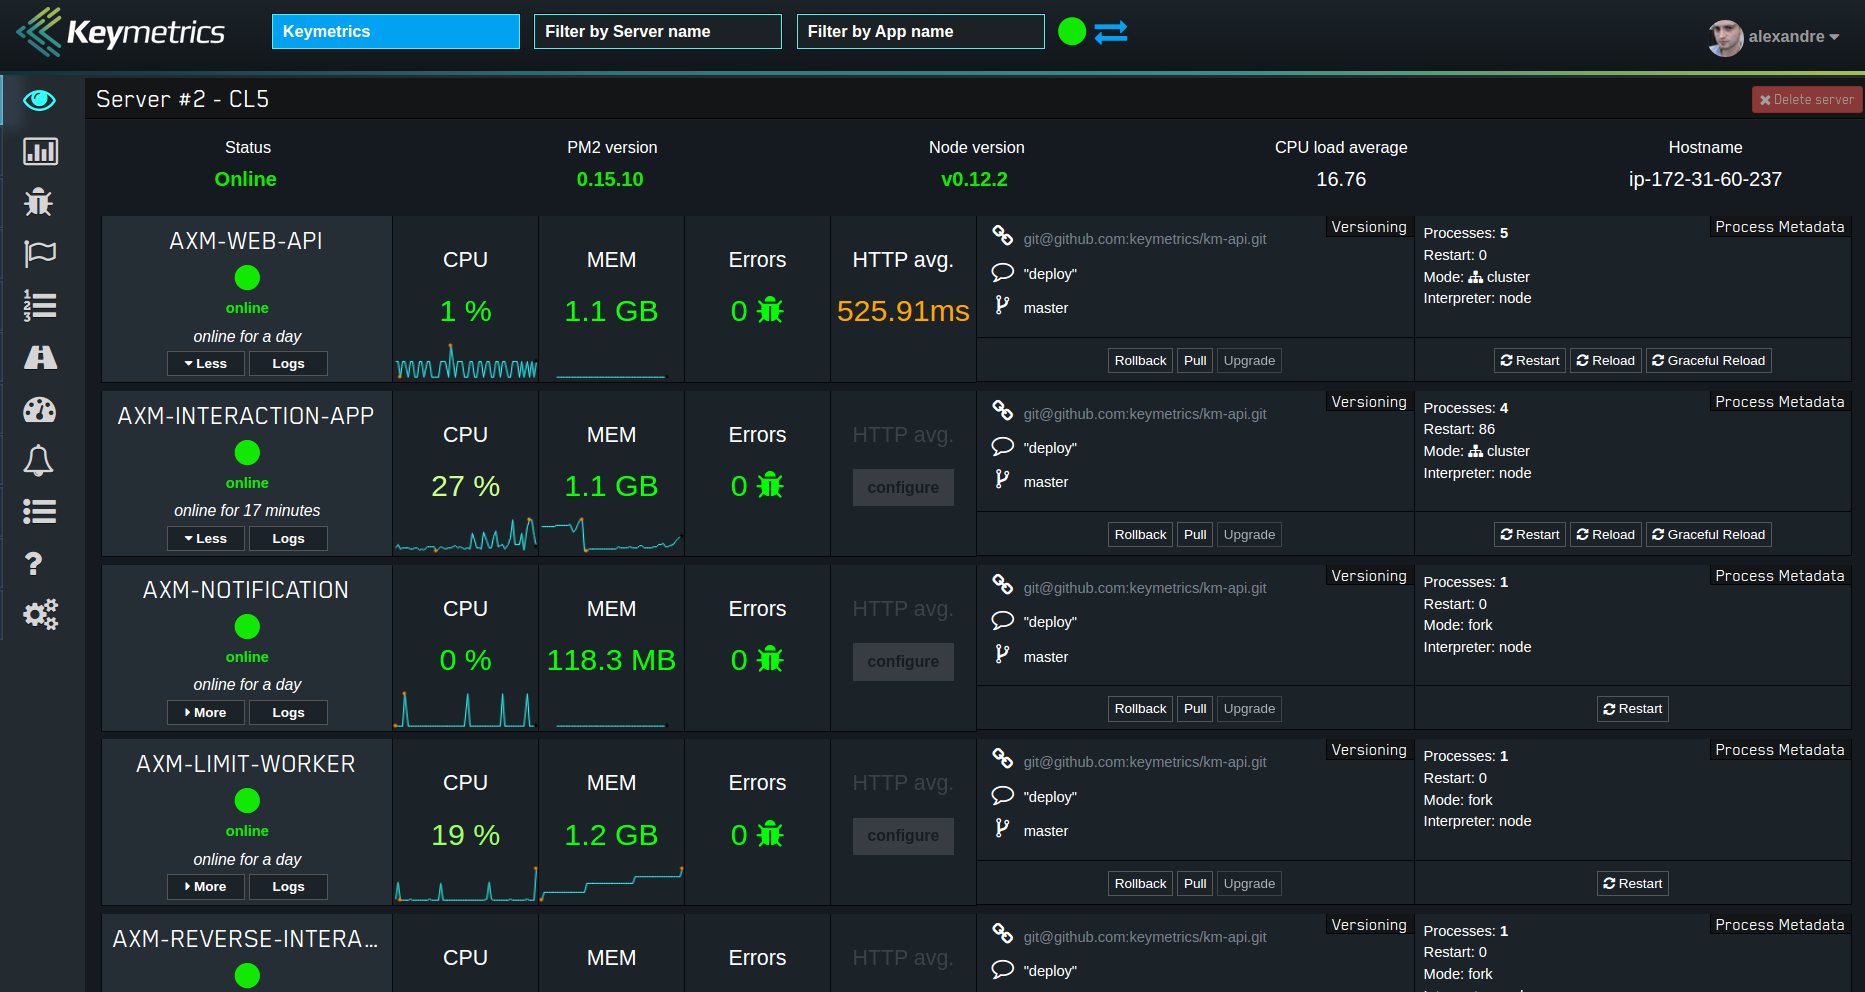 Keymetrics
Keymetrics
Filter by Server name
Filter by App name
alexandre
Server #2 - CL5
Delete server
Status
PM2 version
Node version
CPU load average
Hostname
Online
0.15.10
v0.12.2
16.76
ip-172-31-60-237
AXM-WEB-API
online
online for a day
Less
Logs
CPU
1 %
MEM
1.1 GB
Errors
0
HTTP avg.
525.91ms
Versioning
git@github.com:keymetrics/km-api.git
"deploy"
master
Rollback
Pull
Upgrade
Process Metadata
Processes: 5
Restart: 0
Mode: cluster
Interpreter: node
Restart
Reload
Graceful Reload
AXM-INTERACTION-APP
online
online for 17 minutes
Less
Logs
CPU
27 %
MEM
1.1 GB
Errors
0
HTTP avg.
configure
Versioning
git@github.com:keymetrics/km-api.git
"deploy"
master
Rollback
Pull
Upgrade
Process Metadata
Processes: 4
Restart: 86
Mode: cluster
Interpreter: node
Restart
Reload
Graceful Reload
AXM-NOTIFICATION
online
online for a day
More
Logs
CPU
0 %
MEM
118.3 MB
Errors
0
HTTP avg.
configure
Versioning
git@github.com:keymetrics/km-api.git
"deploy"
master
Rollback
Pull
Upgrade
Process Metadata
Processes: 1
Restart: 0
Mode: fork
Interpreter: node
Restart
AXM-LIMIT-WORKER
online
online for a day
More
Logs
CPU
19 %
MEM
1.2 GB
Errors
0
HTTP avg.
configure
Versioning
git@github.com:keymetrics/km-api.git
"deploy"
master
Rollback
Pull
Upgrade
Process Metadata
Processes: 1
Restart: 0
Mode: fork
Interpreter: node
Restart
AXM-REVERSE-INTERA...
CPU
MEM
Errors
HTTP avg.
Versioning
git@github.com:keymetrics/km-api.git
"deploy"
Process Metadata
Processes: 1
Restart: 0
Mode: fork